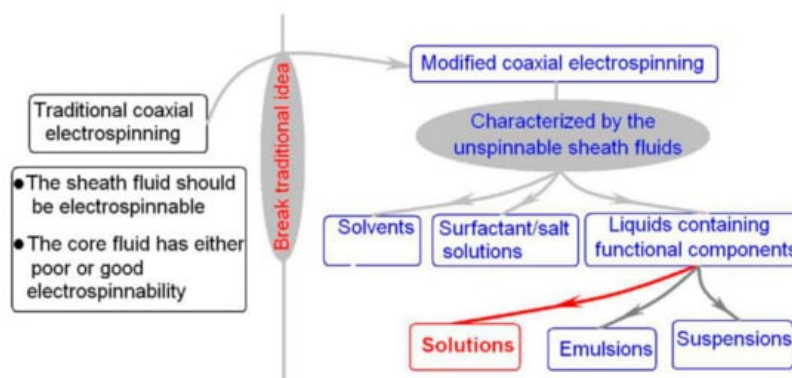 Traditional coaxial
electrospinning
● The sheath fluid should
be electrospinnable
● The core fluid has either
poor or good
electrospinnability
Break traditional idea
Modified coaxial electrospinning
Characterized by the
unspinnable sheath fluids
Solvents
Surfactant/salt
solutions
Liquids containing
functional components
Solutions
Emulsions
Suspensions